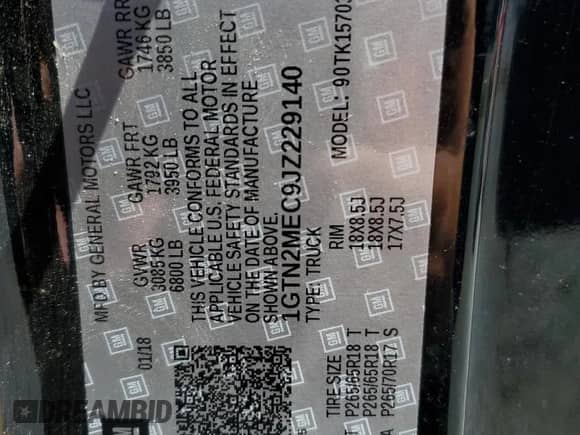 MFD BY GENERAL MOTORS LLC
01/18 GVWR GAWR FRT GAWR RR
3085KG 1792KG 1746 KG
6800 LB 3950 LB 3850 LB
THIS VEHICLE CONFORMS TO ALL
APPLICABLE U.S. FEDERAL MOTOR
VEHICLE SAFETY STANDARDS IN EFFECT
ON THE DATE OF MANUFACTURE
SHOWN ABOVE.
1GTN2MEC9JZ229140
TYPE: TRUCK MODEL: 90TK1570
TIRE SIZE RIM
P265/65R18 T 18X8.5J
P265/65R18 T 18X8.5J
P265/70R17 S 17X7.5J
GM
DREAMBID